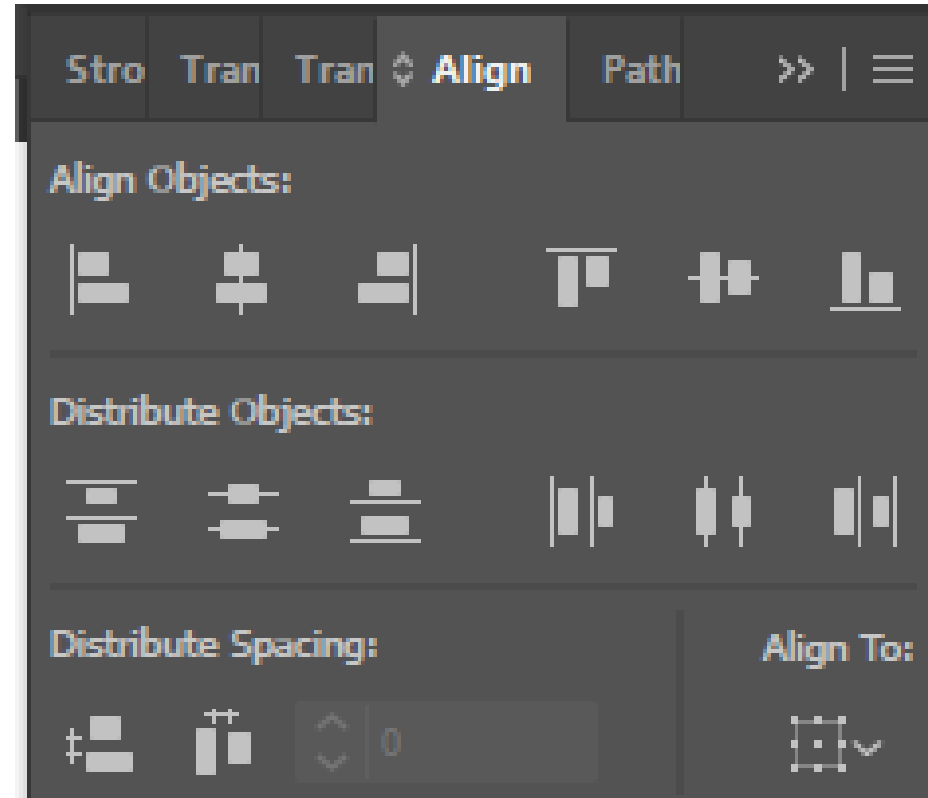 Stro Tran Tran Align Path
Align Objects:
Distribute Objects:
Distribute Spacing: Align To:
0